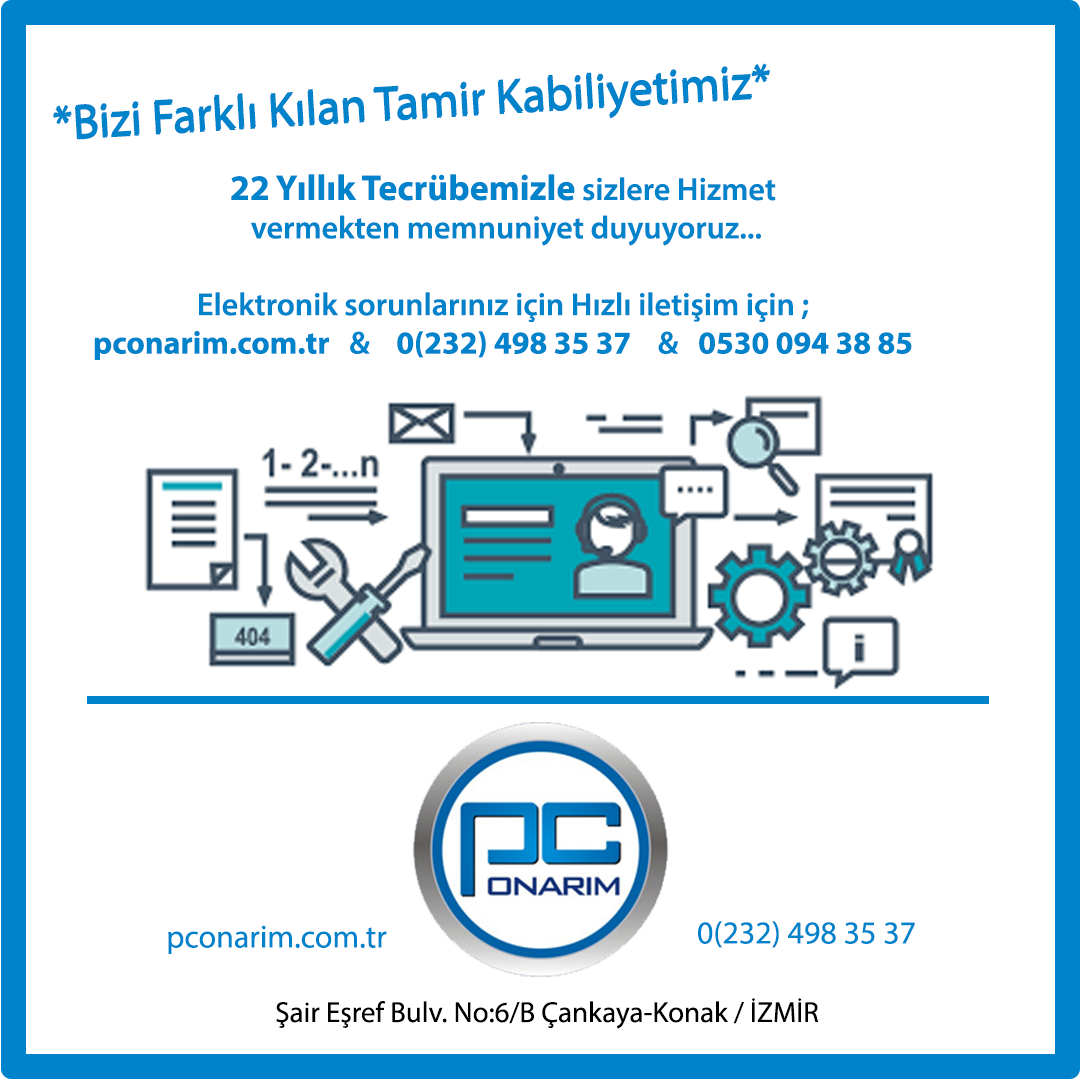 *Bizi Farklı Kılan Tamir Kabiliyetimiz*
22 Yıllık Tecrübemizle sizlere Hizmet
vermekten memnuniyet duyuyoruz...
Elektronik sorunlarınız için Hızlı iletişim için ;
pconarim.com.tr & 0(232) 498 35 37 & 0530 094 38 85
1- 2-...n
404
i
PC
ONARIM
pconarim.com.tr
0(232) 498 35 37
Şair Eşref Bulv. No:6/B Çankaya-Konak / İZMİR